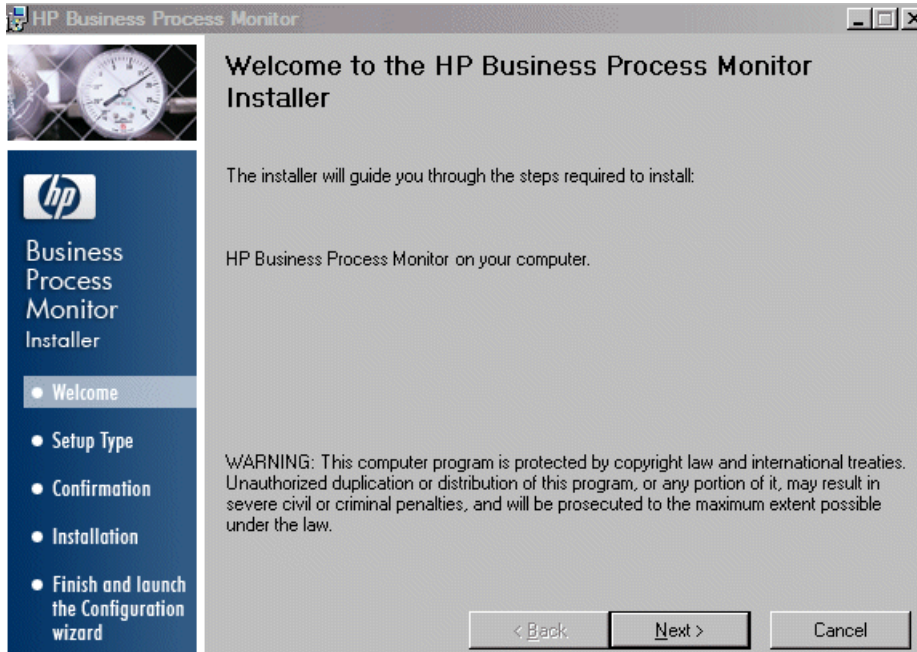 HP Business Process Monitor
Welcome to the HP Business Process Monitor
Installer
The installer will guide you through the steps required to install:
HP Business Process Monitor on your computer.
WARNING: This computer program is protected by copyright law and international treaties.
Unauthorized duplication or distribution of this program, or any portion of it, may result in
severe civil or criminal penalties, and will be prosecuted to the maximum extent possible
under the law.
hp
Business
Process
Monitor
Installer
Welcome
Setup Type
Confirmation
Installation
Finish and launch
the Configuration
wizard
< Back
Next >
Cancel